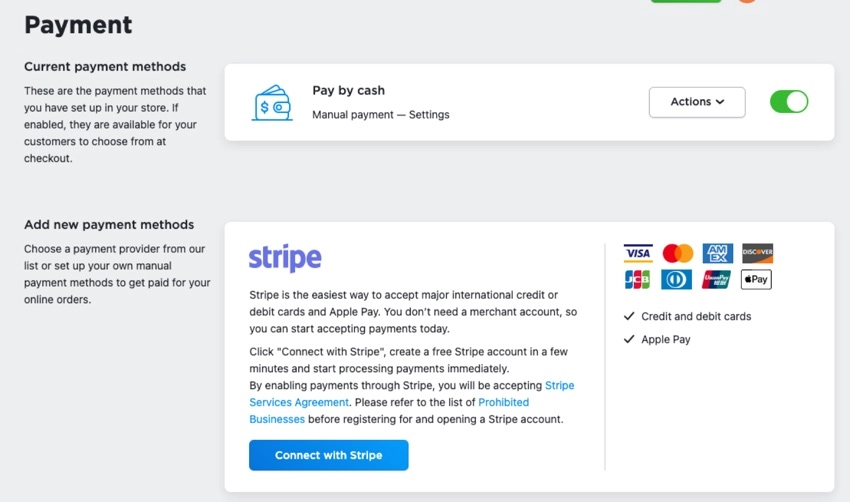 Payment
Current payment methods
These are the payment methods that
you have set up in your store. If
enabled, they are available for your
customers to choose from at
checkout.
$
Pay by cash
Manual payment — Settings
Actions
Add new payment methods
Choose a payment provider from our
list or set up your own manual
payment methods to get paid for your
online orders.
stripe
Stripe is the easiest way to accept major international credit or
debit cards and Apple Pay. You don't need a merchant account, so
you can start accepting payments today.
Click "Connect with Stripe", create a free Stripe account in a few
minutes and start processing payments immediately.
By enabling payments through Stripe, you will be accepting Stripe
Services Agreement. Please refer to the list of Prohibited
Businesses before registering for and opening a Stripe account.
Connect with Stripe
VISA AM EX DISCOVER
JCB UnionPay Pay
Credit and debit cards
Apple Pay